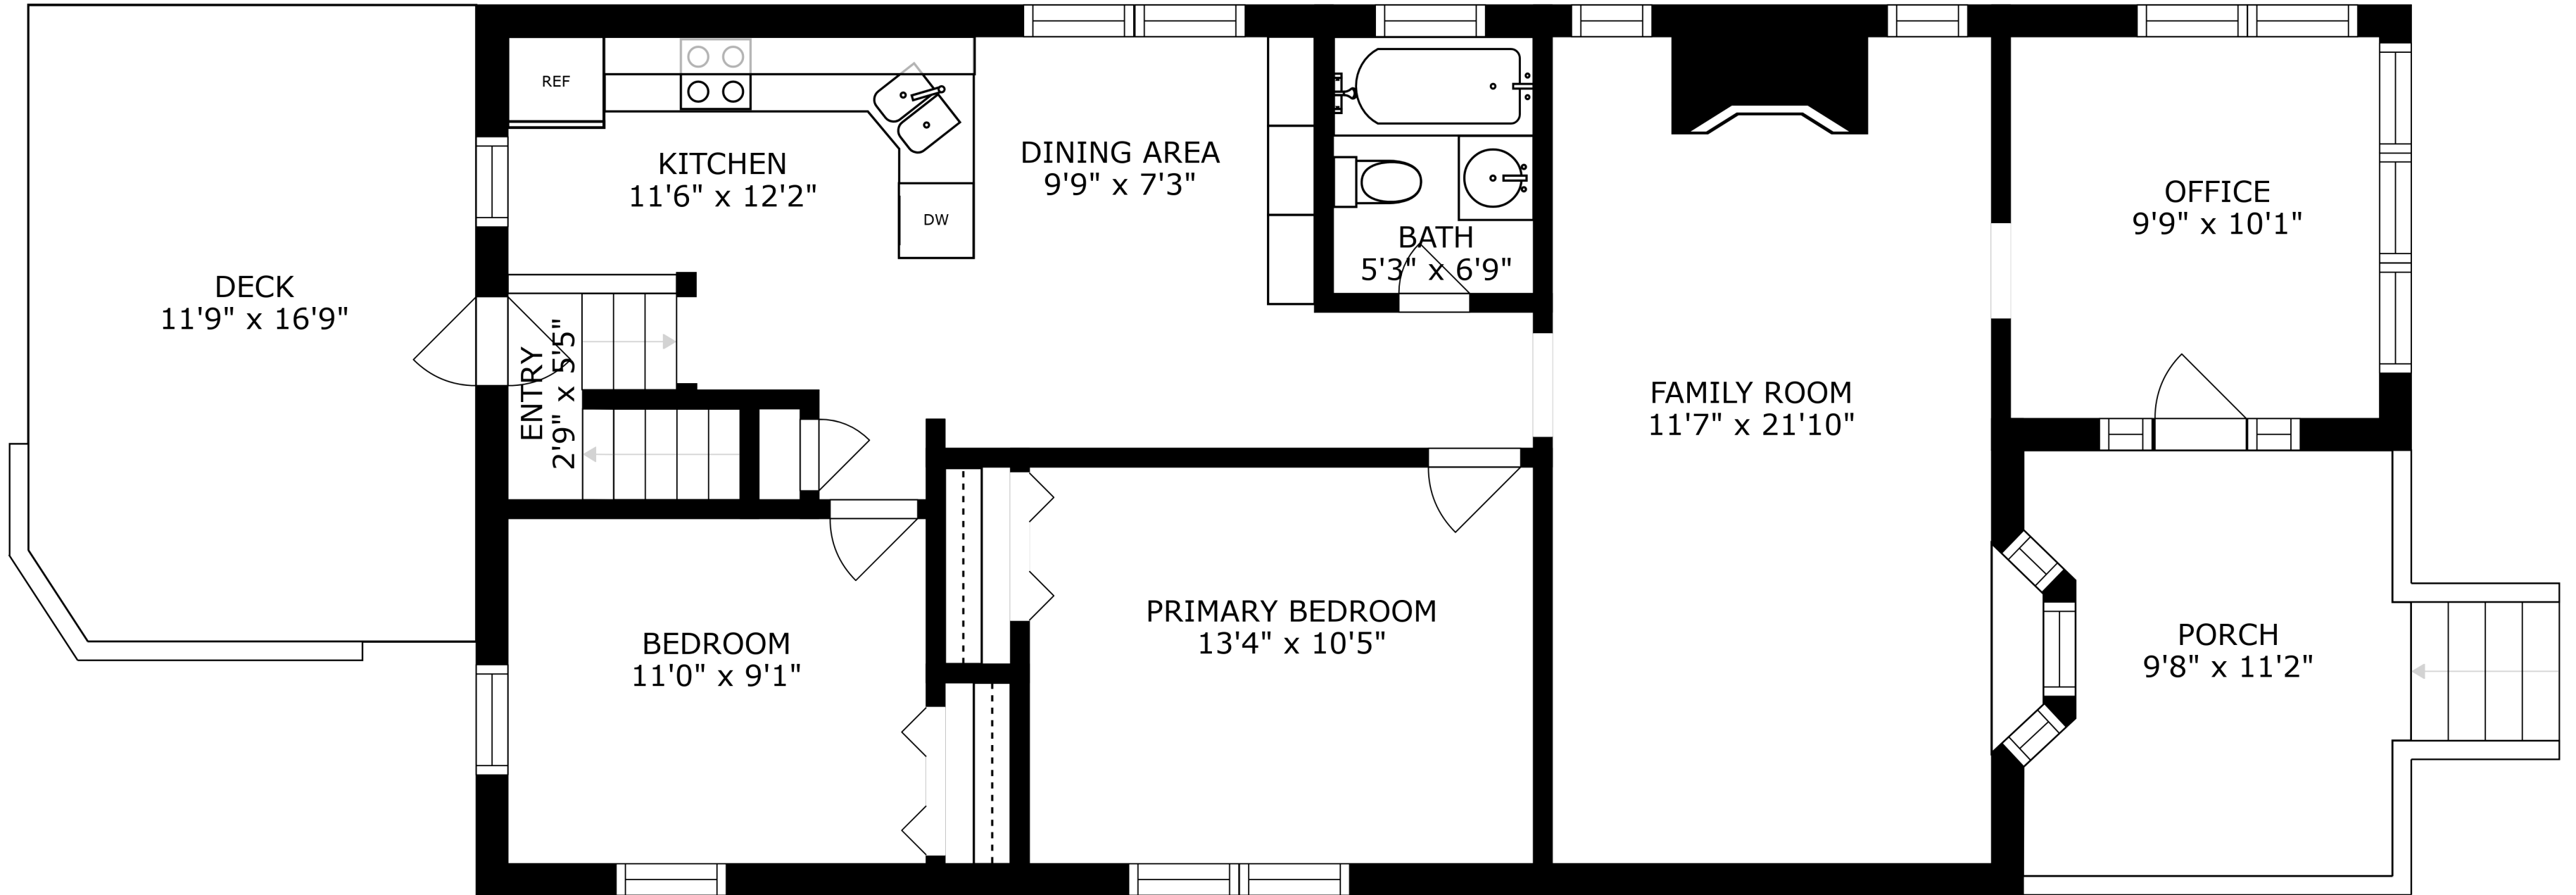 REF
KITCHEN
11'6" x 12'2"
DW
DINING AREA
9'9" x 7'3"
BATH
5'3" x 6'9"
OFFICE
9'9" x 10'1"
DECK
11'9" x 16'9"
ENTRY
2'9" x 5'5"
FAMILY ROOM
11'7" x 21'10"
BEDROOM
11'0" x 9'1"
PRIMARY BEDROOM
13'4" x 10'5"
PORCH
9'8" x 11'2"